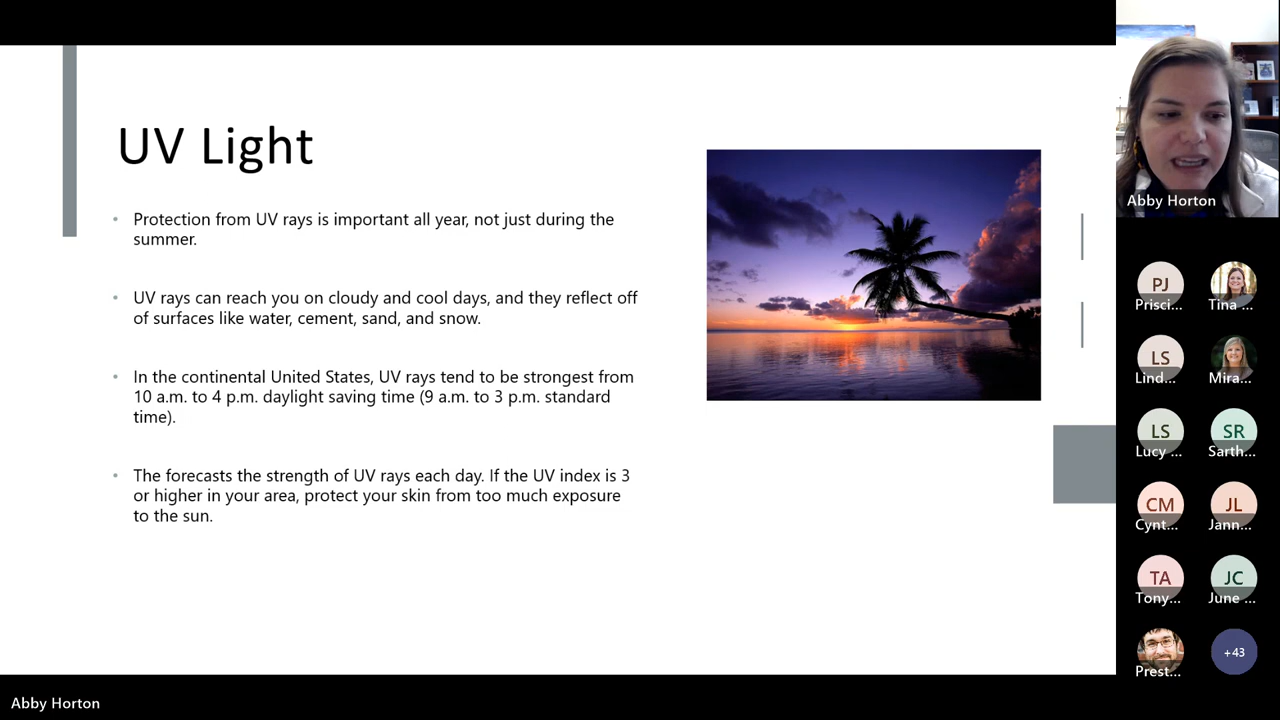 UV Light
• Protection from UV rays is important all year, not just during the
summer.
• UV rays can reach you on cloudy and cool days, and they reflect off
of surfaces like water, cement, sand, and snow.
• In the continental United States, UV rays tend to be strongest from
10 a.m. to 4 p.m. daylight saving time (9 a.m. to 3 p.m. standard
time).
• The forecasts the strength of UV rays each day. If the UV index is 3
or higher in your area, protect your skin from too much exposure
to the sun.
Abby Horton
PJ
Prisci...
Tina ...
LS
Lind...
Mira...
LS
Lucy ...
SR
Sarth...
CM
Cynt...
JL
Jann...
TA
Tony...
JC
June ...
Prest...
+43
Abby Horton